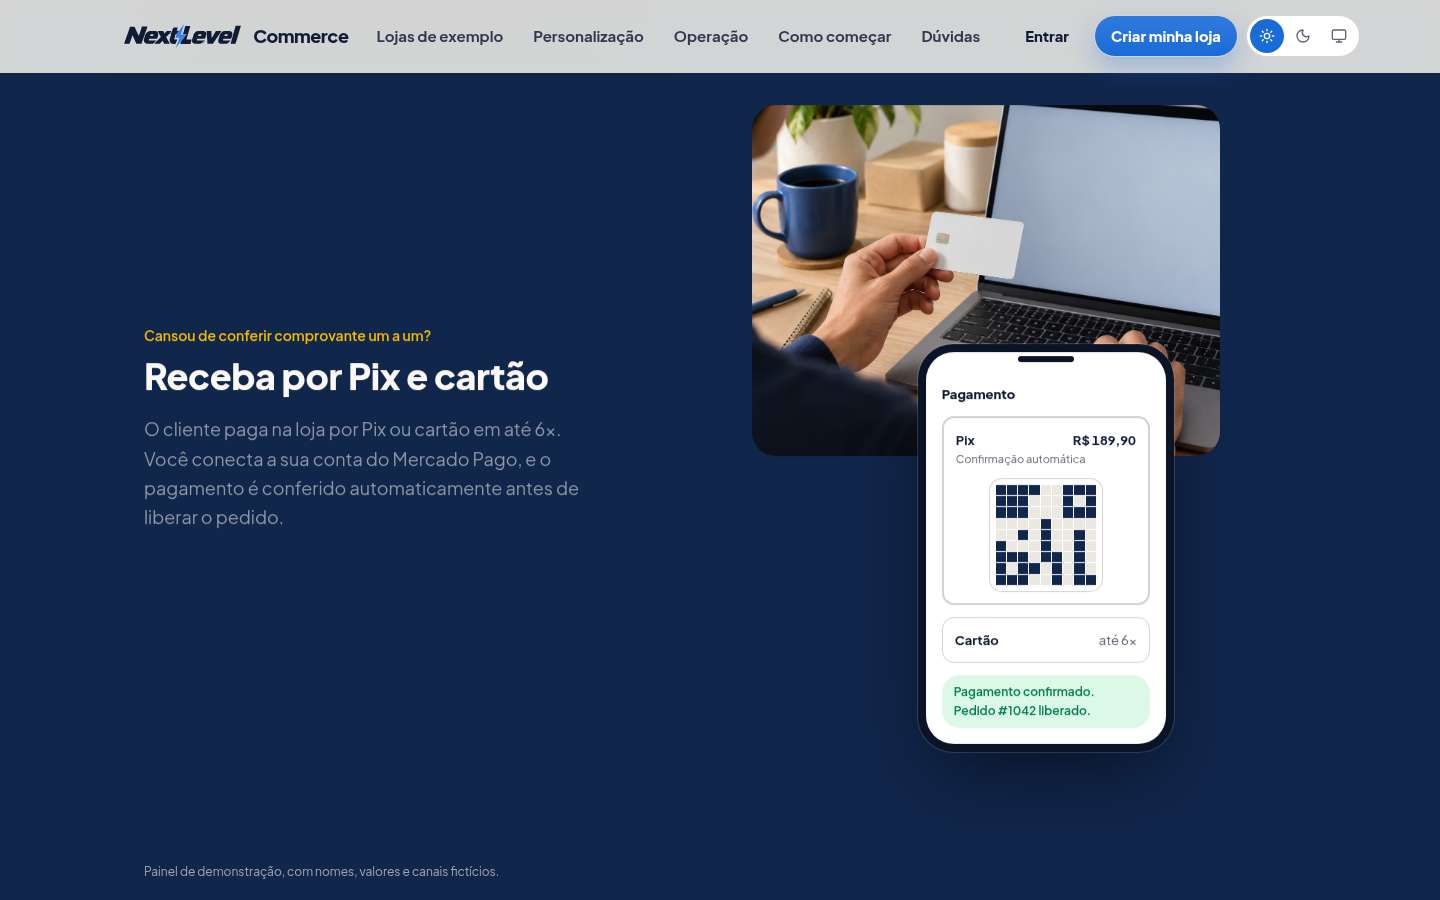 NextLevel Commerce
Lojas de exemplo
Personalização
Operação
Como começar
Dúvidas
Entrar
Criar minha loja
Cansou de conferir comprovante um a um?
Receba por Pix e cartão
O cliente paga na loja por Pix ou cartão em até 6×.
Você conecta a sua conta do Mercado Pago, e o
pagamento é conferido automaticamente antes de
liberar o pedido.
Pagamento
Pix R$ 189,90
Confirmação automática
Cartão até 6×
Pagamento confirmado.
Pedido #1042 liberado.
Painel de demonstração, com nomes, valores e canais fictícios.